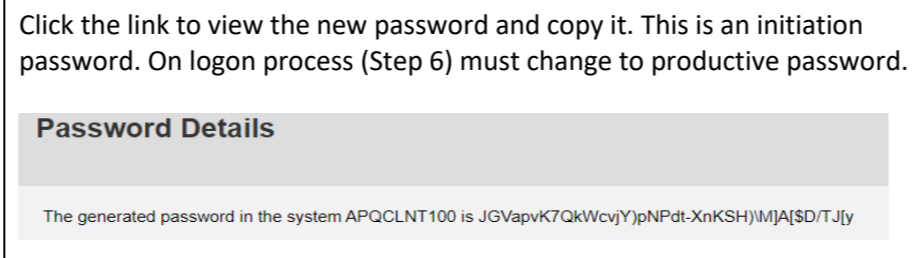 Click the link to view the new password and copy it. This is an initiation
password. On logon process (Step 6) must change to productive password.
Password Details
The generated password in the system APQCLNT100 is JGVapvK7QkWcvjY)pNPdt-XnKSH)\M]A[$D/TJ[y